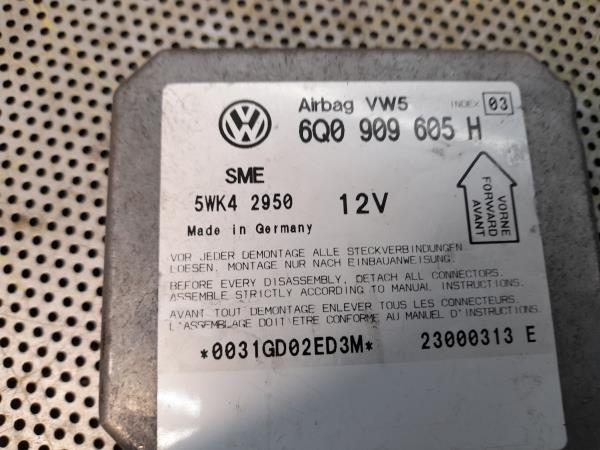 Airbag VW5 INDEX 03
6Q0 909 605 H
SME
5WK4 2950 12V
Made in Germany
VORNE
FORWARD
AVANT
VOR JEDER DEMONTAGE ALLE STECKVERBINDUNGEN
LOESEN. MONTAGE NUR NACH EINBAUANWEISUNG.
BEFORE EVERY DISASSEMBLY, DETACH ALL CONNECTORS.
ASSEMBLE STRICTLY ACCORDING TO MANUAL INSTRUCTIONS.
AVANT TOUT DEMONTAGE ENLEVER TOUS LES CONNECTEURS.
L'ASSEMBLAGE DOIT ETRE CONFORME AU MANUEL D'INSTRUCTIONS.
*0031GD02ED3M* 23000313 E